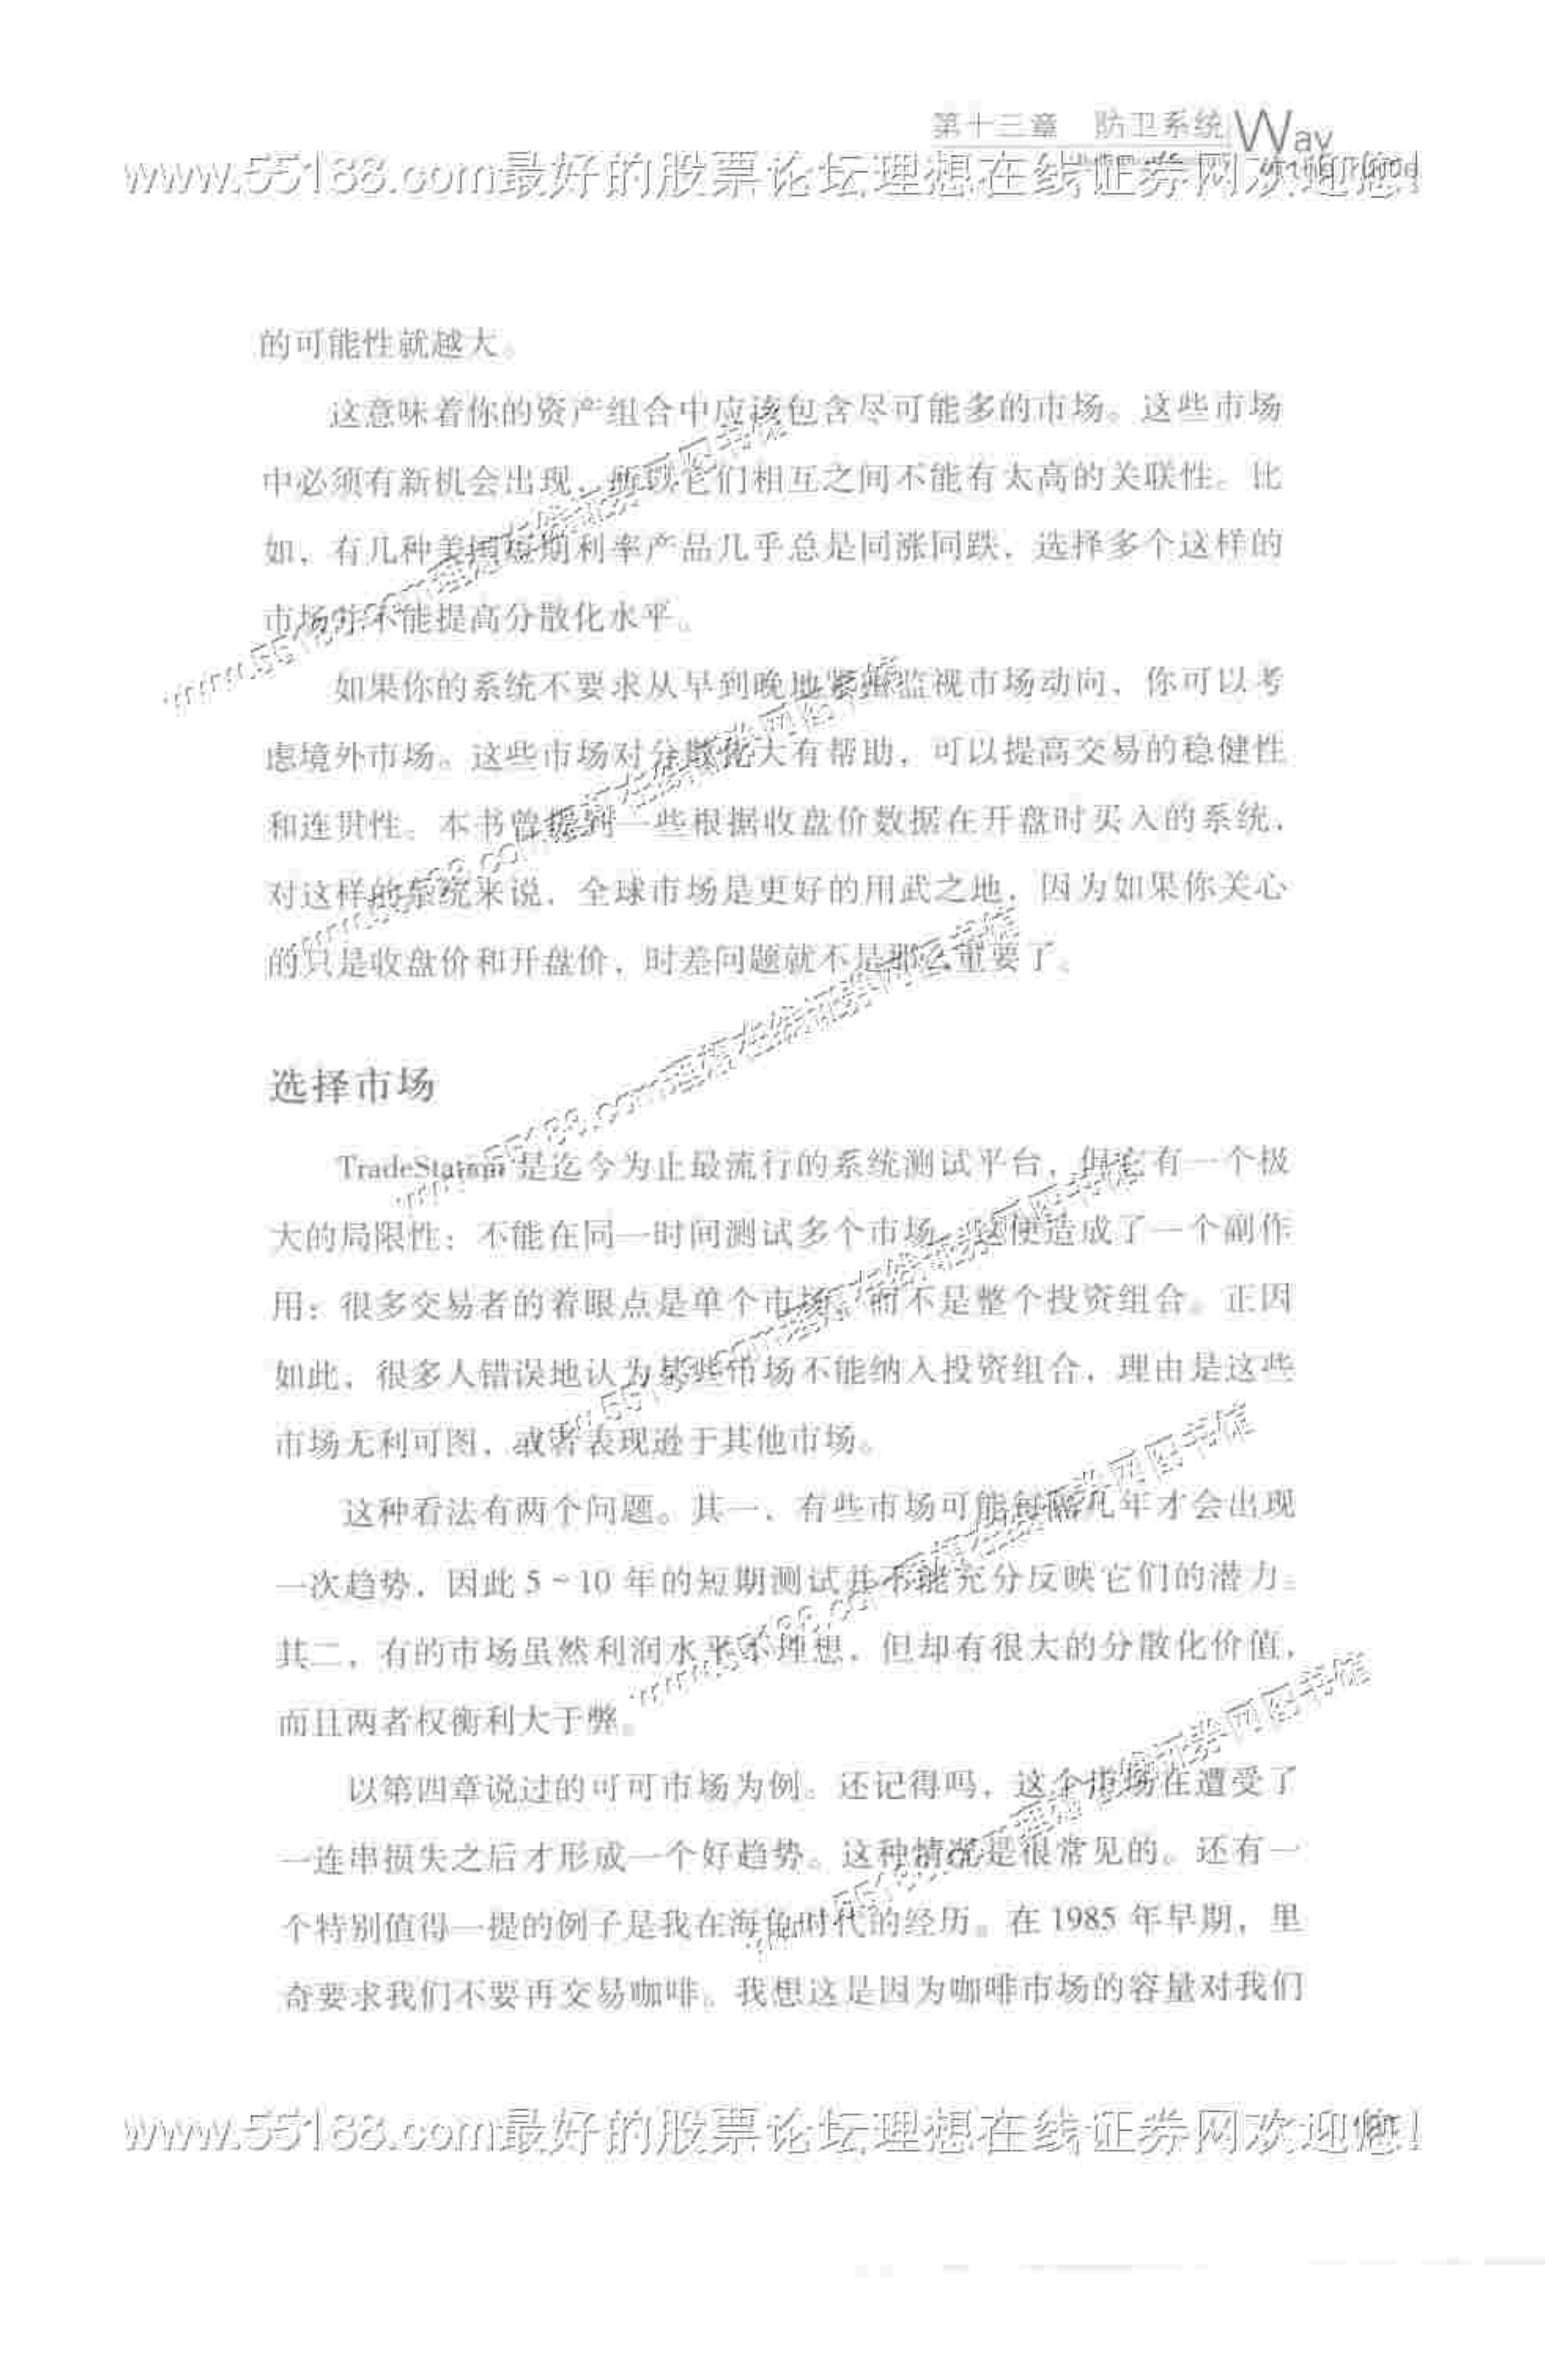 第十三章 防卫系统 Way
www.55188.com最好的股票论坛理想在线证券网欢迎您!
的可能性就越大。
这意味着你的资产组合中应该包含尽可能多的市场。这些市场
中必须有新机会出现,所以它们相互之间不能有太高的关联性。比
如,有几种美国短期利率产品几乎总是同涨同跌,选择多个这样的
市场并不能提高分散化水平。
如果你的系统不要求从早到晚地紧密监视市场动向,你可以考
虑境外市场。这些市场对分散化大有帮助,可以提高交易的稳健性
和连贯性。本书曾提到一些根据收盘价数据在开盘时买入的系统,
对这样的系统来说,全球市场是更好的用武之地,因为如果你关心
的只是收盘价和开盘价,时差问题就不是那么重要了。
选择市场
TradeStation 是迄今为止最流行的系统测试平台,但它有一个极
大的局限性:不能在同一时间测试多个市场。这便造成了一个副作
用:很多交易者的着眼点是单个市场,而不是整个投资组合。正因
如此,很多人错误地认为某些市场不能纳入投资组合,理由是这些
市场无利可图,或者表现逊于其他市场。
这种看法有两个问题。其一,有些市场可能每隔几年才会出现
一次趋势,因此 5~10 年的短期测试并不能充分反映它们的潜力。
其二,有的市场虽然利润水平不理想,但却有很大的分散化价值,
而且两者权衡利大于弊。
以第四章说过的可可市场为例。还记得吗,这个市场在遭受了
一连串损失之后才形成一个好趋势。这种情况是很常见的。还有一
个特别值得一提的例子是我在海龟时代的经历。在 1985 年早期,里
奇要求我们不要再交易咖啡。我想这是因为咖啡市场的容量对我们
www.55188.com最好的股票论坛理想在线证券网欢迎您!